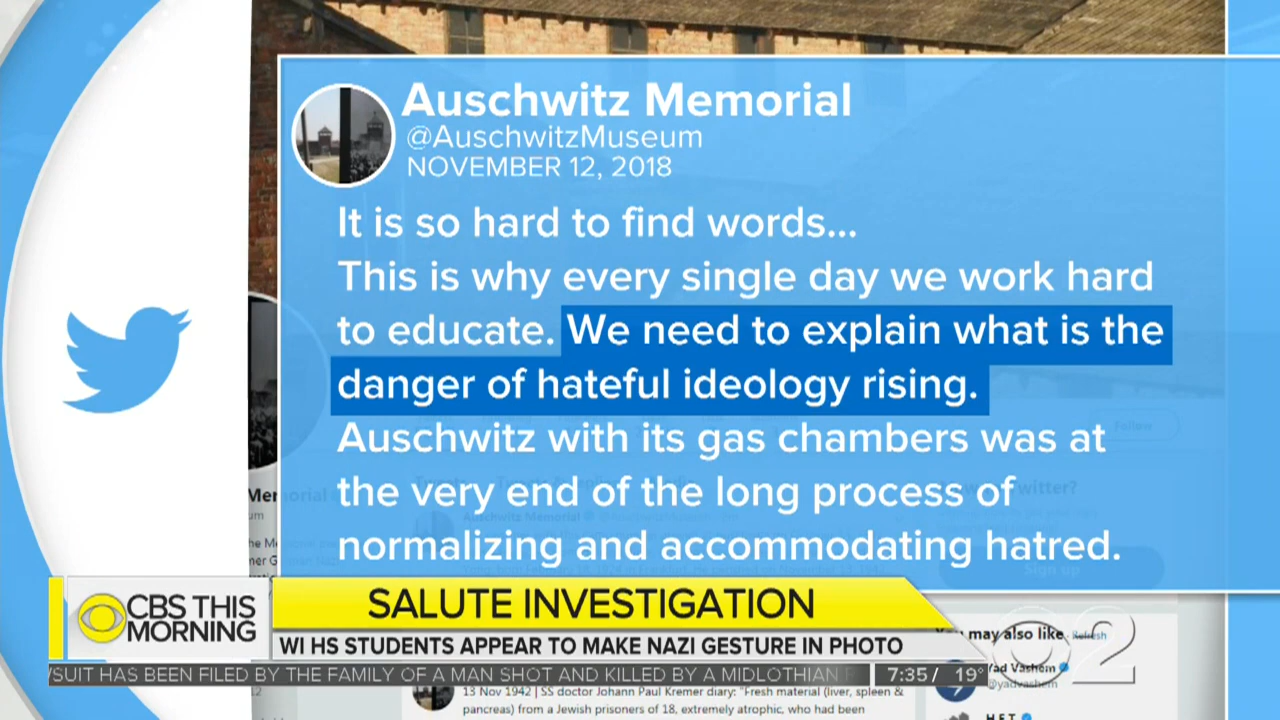 Auschwitz Memorial
@AuschwitzMuseum
NOVEMBER 12, 2018
It is so hard to find words...
This is why every single day we work hard
to educate. We need to explain what is the
danger of hateful ideology rising.
Auschwitz with its gas chambers was at
the very end of the long process of
normalizing and accommodating hatred.
Follow
Twitter?
Sign up
CBS THIS
MORNING
SALUTE INVESTIGATION
WI HS STUDENTS APPEAR TO MAKE NAZI GESTURE IN PHOTO
SUIT HAS BEEN FILED BY THE FAMILY OF A MAN SHOT AND KILLED BY A MIDLOTHIAN
7:35/ 19°
2
may also like · Refresh
Yad Vashem
@yadvashem
13 Nov 1942 | SS doctor Johann Paul Kremer diary: "Fresh material (liver, spleen &
pancreas) from a Jewish prisoners of 18, extremely atrophic, who had been